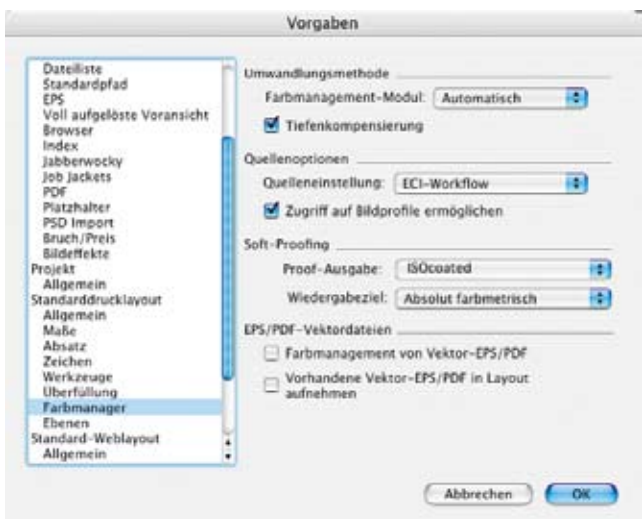 Vorgaben
Dateiliste
Standardpfad
EPS
Voll aufgelöste Voransicht
Browser
Index
Jabberwocky
Job Jackets
PDF
Platzhalter
PSD Import
Bruch/Preis
Bildeffekte
Projekt
Allgemein
Standarddrucklayout
Allgemein
Maße
Absatz
Zeichen
Werkzeuge
Überfüllung
Farbmanager
Ebenen
Standard-Weblayout
Allgemein
Umwandlungsmethode
Farbmanagement-Modul: Automatisch
Tiefenkompensierung
Quellenoptionen
Quelleneinstellung: ECI-Workflow
Zugriff auf Bildprofile ermöglichen
Soft-Proofing
Proof-Ausgabe: ISOcoated
Wiedergabeziel: Absolut farbmetrisch
EPS/PDF-Vektordateien
Farbmanagement von Vektor-EPS/PDF
Vorhandene Vektor-EPS/PDF in Layout
aufnehmen
Abbrechen
OK